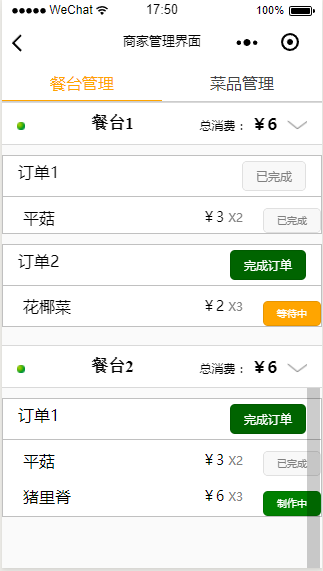 ●●●●● WeChat 17:50 100%
商家管理界面
餐台管理 菜品管理
餐台1 总消费: ¥6
订单1 已完成
平菇 ¥3 X2 已完成
订单2 完成订单
花椰菜 ¥2 X3 等待中
餐台2 总消费: ¥6
订单1 完成订单
平菇 ¥3 X2 已完成
猪里脊 ¥6 X3 制作中